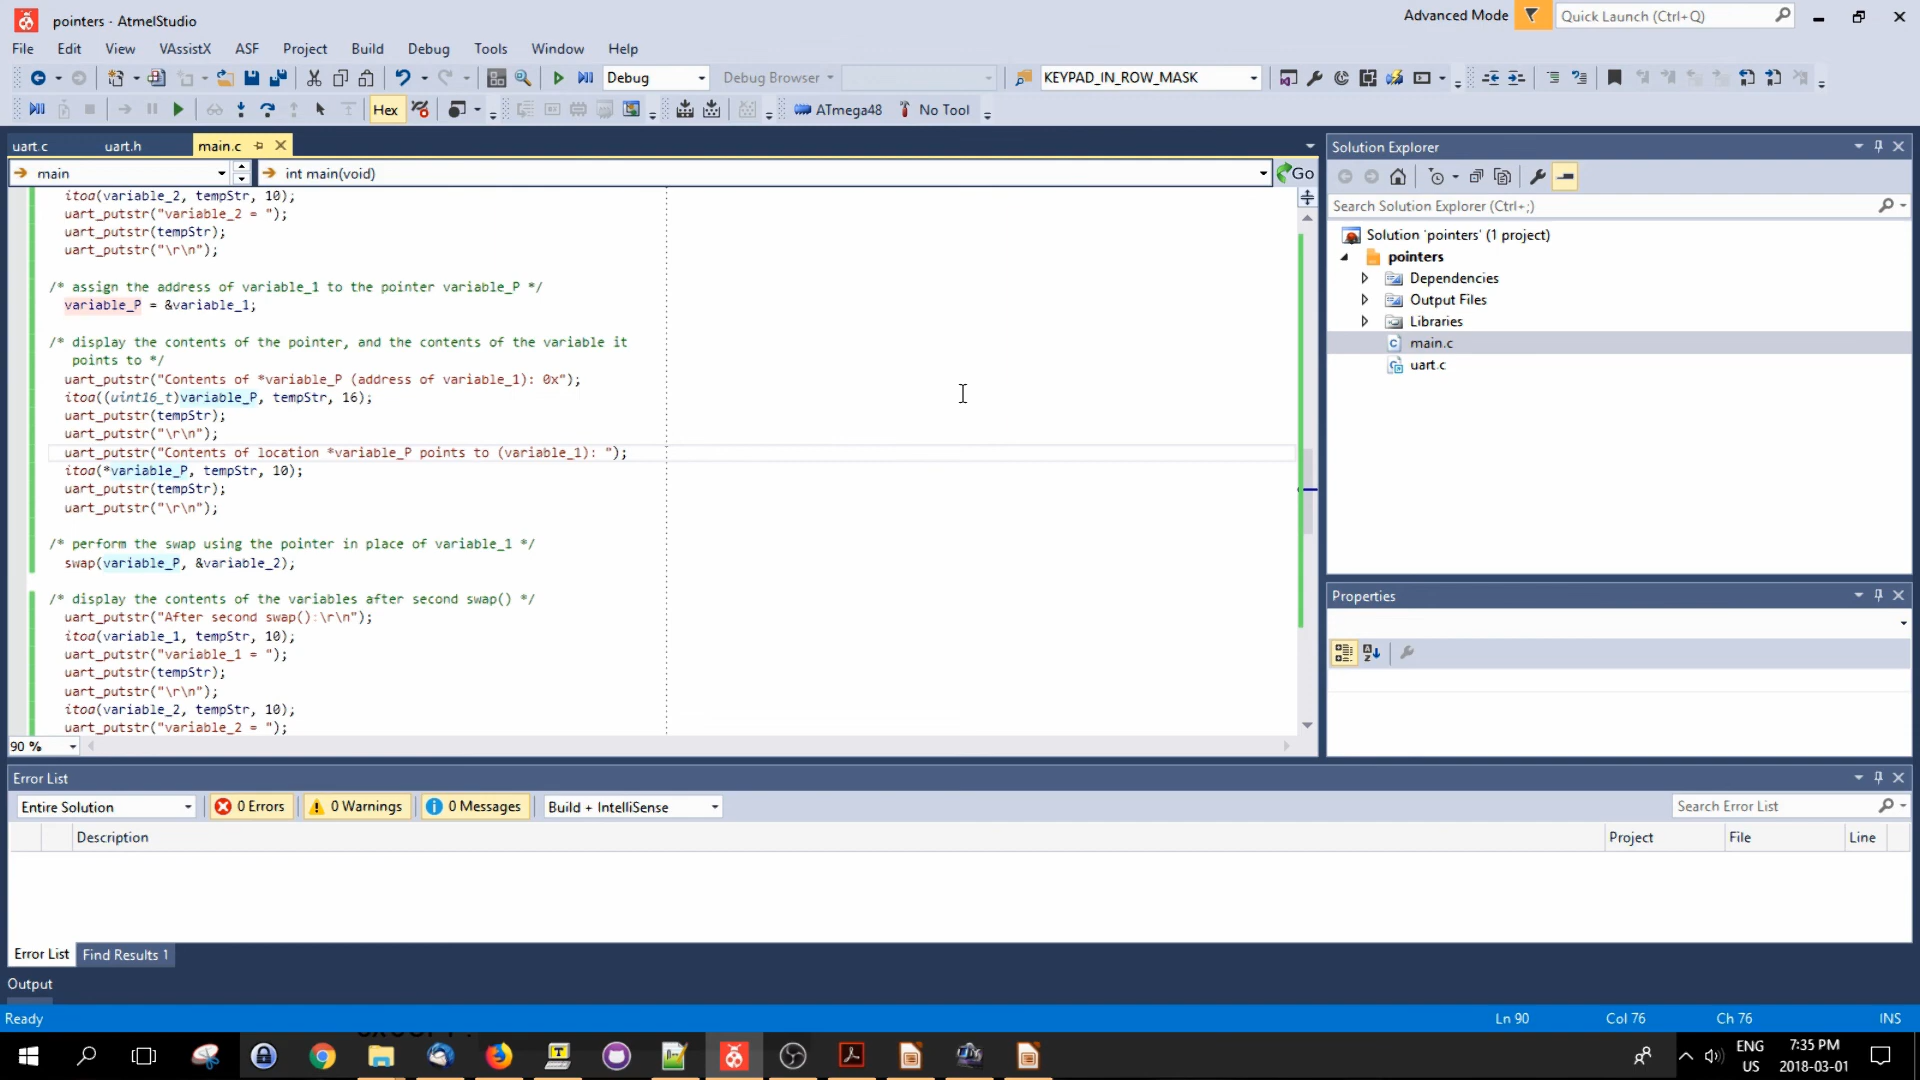 pointers - AtmelStudio
Advanced Mode
Quick Launch (Ctrl+Q)
File Edit View VAssistX ASF Project Build Debug Tools Window Help
Debug
Debug Browser
KEYPAD_IN_ROW_MASK
Hex
ATmega48
No Tool
uart.c
uart.h
main.c
main
int main(void)
Go
itoa(variable_2, tempStr, 10);
uart_putstr("variable_2 = ");
uart_putstr(tempStr);
uart_putstr("\r\n");
/* assign the address of variable_1 to the pointer variable_P */
variable_P = &variable_1;
/* display the contents of the pointer, and the contents of the variable it
points to */
uart_putstr("Contents of *variable_P (address of variable_1): 0x");
itoa((uint16_t)variable_P, tempStr, 16);
uart_putstr(tempStr);
uart_putstr("\r\n");
uart_putstr("Contents of location *variable_P points to (variable_1): ");
itoa(*variable_P, tempStr, 10);
uart_putstr(tempStr);
uart_putstr("\r\n");
/* perform the swap using the pointer in place of variable_1 */
swap(variable_P, &variable_2);
/* display the contents of the variables after second swap() */
uart_putstr("After second swap():\r\n");
itoa(variable_1, tempStr, 10);
uart_putstr("variable_1 = ");
uart_putstr(tempStr);
uart_putstr("\r\n");
itoa(variable_2, tempStr, 10);
uart_putstr("variable_2 = ");
90 %
Solution Explorer
Search Solution Explorer (Ctrl+;)
Solution 'pointers' (1 project)
pointers
Dependencies
Output Files
Libraries
main.c
uart.c
Properties
Error List
Entire Solution
0 Errors
0 Warnings
0 Messages
Build + IntelliSense
Search Error List
Description
Project
File
Line
Error List
Find Results 1
Output
Ready
Ln 90
Col 76
Ch 76
INS
ENG
US
7:35 PM
2018-03-01